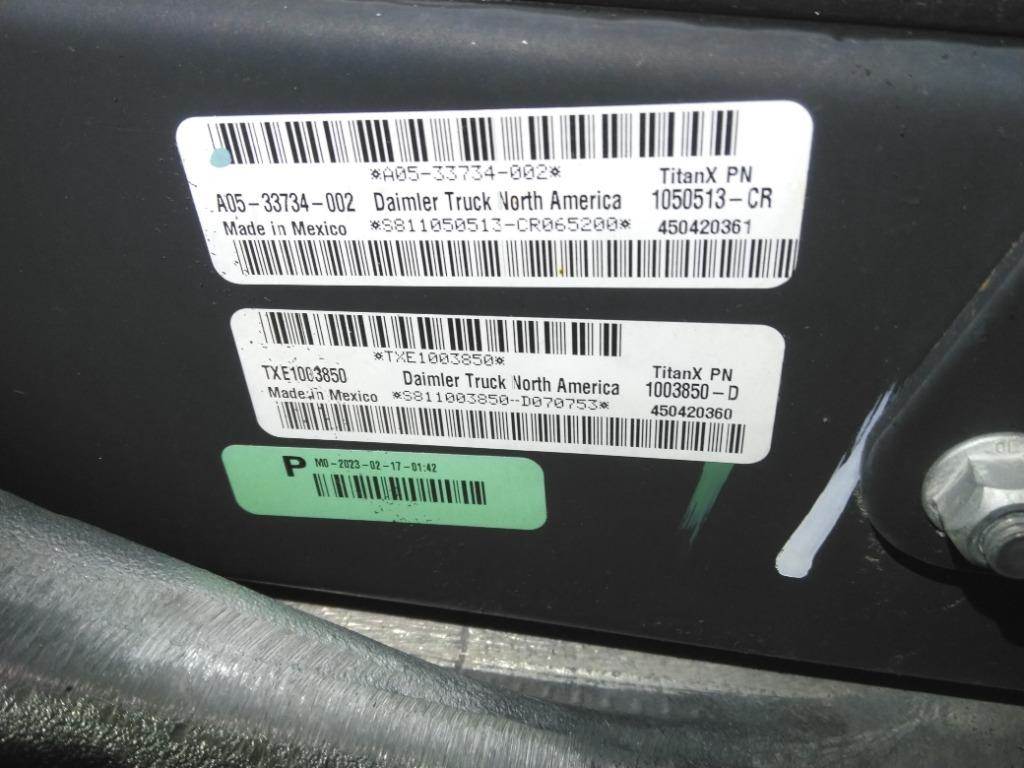 *A05-33734-002*
TitanX PN
A05-33734-002 Daimler Truck North America 1050513-CR
Made in Mexico *S811050513-CR065200* 450420361
*TXE1003850*
TitanX PN
TXE1003850 Daimler Truck North America 1003850-D
Made in Mexico *S811003850-D070753* 450420360
P MO-2023-02-17-01:42